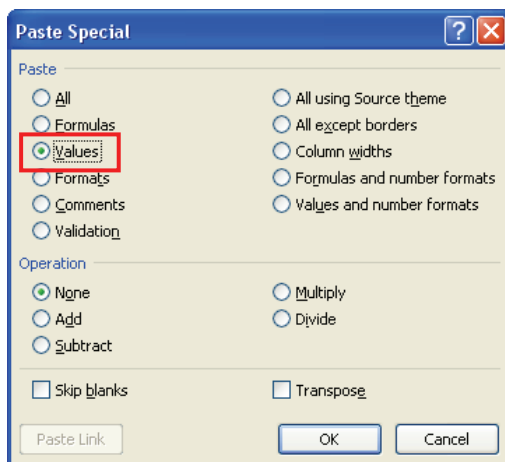 Paste Special
Paste
All
All using Source theme
Formulas
All except borders
Values
Column widths
Formats
Formulas and number formats
Comments
Values and number formats
Validation
Operation
None
Multiply
Add
Divide
Subtract
Skip blanks
Transpose
Paste Link
OK
Cancel